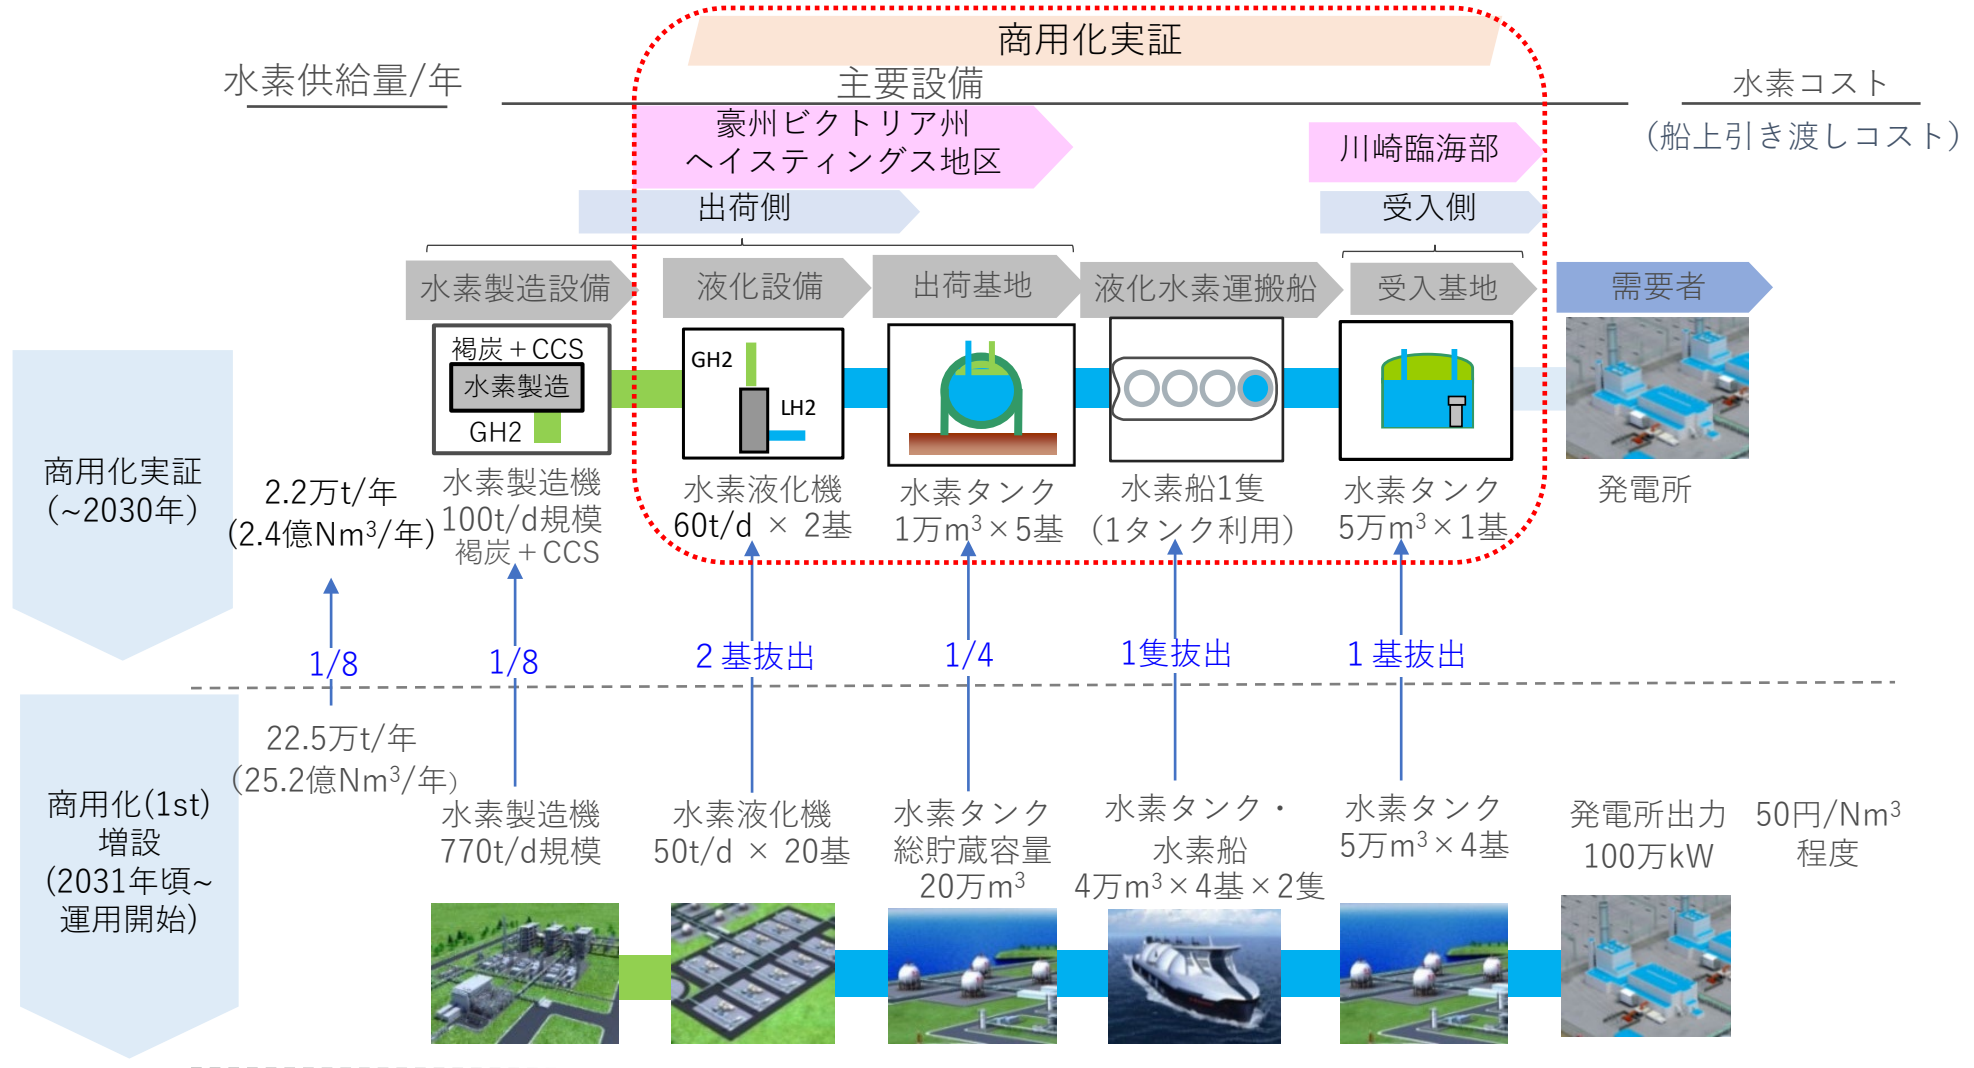 商用化実証
水素供給量/年
主要設備
水素コスト
(船上引き渡しコスト)
豪州ビクトリア州
ヘイスティングス地区
川崎臨海部
出荷側
受入側
水素製造設備
液化設備
出荷基地
液化水素運搬船
受入基地
需要者
褐炭＋CCS
水素製造
GH2
GH2
LH2
商用化実証
(~2030年)
2.2万t/年
(2.4億Nm³/年)
水素製造機
100t/d規模
褐炭＋CCS
水素液化機
60t/d × 2基
水素タンク
1万m³×5基
水素船1隻
(1タンク利用)
水素タンク
5万m³×1基
発電所
1/8
1/8
２基抜出
1/4
1隻抜出
１基抜出
商用化(1st)
増設
(2031年頃~
運用開始)
22.5万t/年
(25.2億Nm³/年)
水素製造機
770t/d規模
水素液化機
50t/d × 20基
水素タンク
総貯蔵容量
20万m³
水素タンク・
水素船
4万m³×4基×2隻
水素タンク
5万m³×4基
発電所出力
100万kW
50円/Nm³
程度